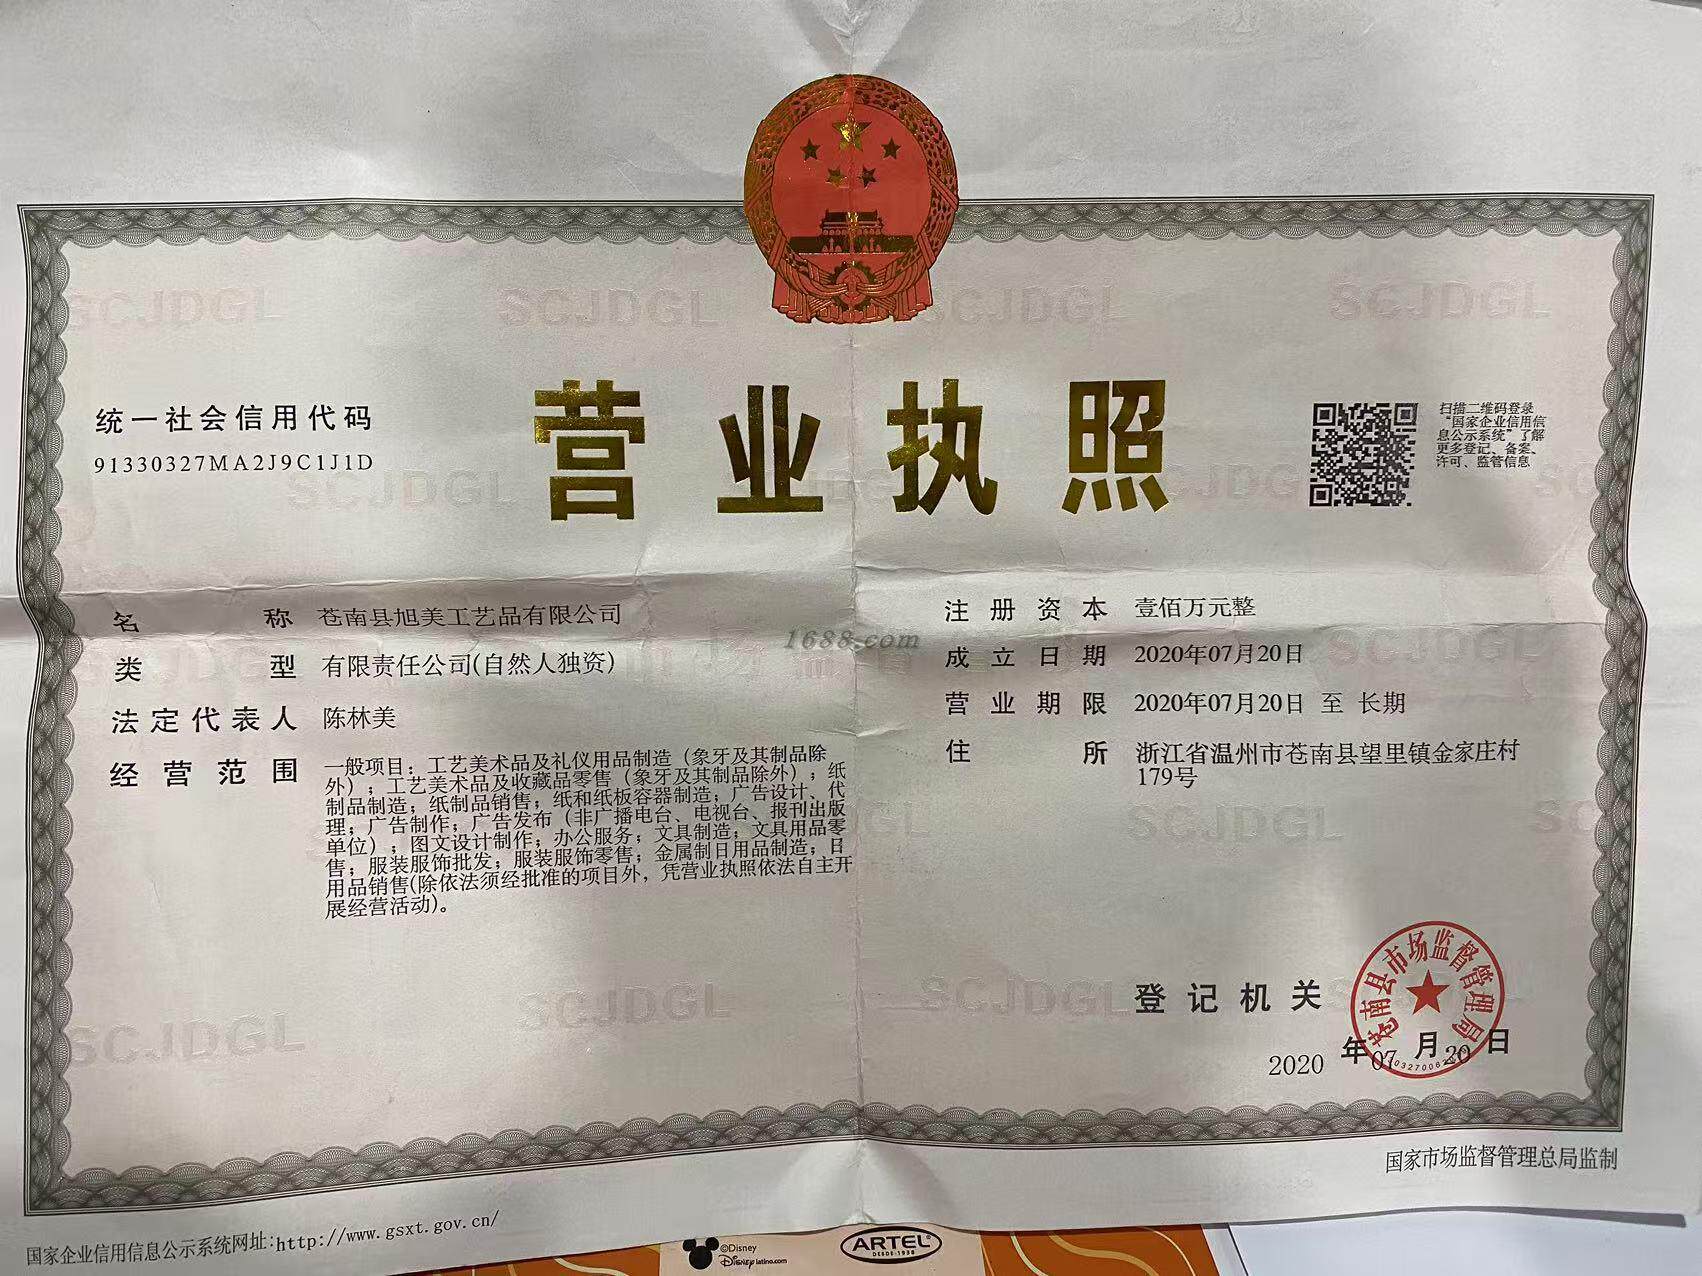 SCJDGL SCJDGL SCJDGL SCJDGL
营业执照
统一社会信用代码
91330327MA2J9C1J1D
扫描二维码登录
“国家企业信用信
息公示系统”了解
更多登记、备案、
许可、监管信息
名称 苍南县旭美工艺品有限公司
类型 有限责任公司(自然人独资)
法定代表人 陈林美
经营范围 一般项目：工艺美术品及礼仪用品制造（象牙及其制品除
外）；工艺美术品及收藏品零售（象牙及其制品除外）；纸
制品制造；纸制品销售；纸和纸板容器制造；广告设计、代
理；广告制作；广告发布（非广播电台、电视台、报刊出版
单位）；图文设计制作；办公服务；文具制造；文具用品零
售；服装服饰批发；服装服饰零售；金属制日用品制造；日
用品销售(除依法须经批准的项目外，凭营业执照依法自主开
展经营活动)。
1688.com
注册资本 壹佰万元整
成立日期 2020年07月20日
营业期限 2020年07月20日 至 长期
住所 浙江省温州市苍南县望里镇金家庄村
179号
登记机关
苍南县市场监督管理局
2020 年 07 月 20 日
国家市场监督管理总局监制
国家企业信用信息公示系统网址:http://www.gsxt.gov.cn/
©Disney
Disneylatino.com
ARTEL
DESDE·1938